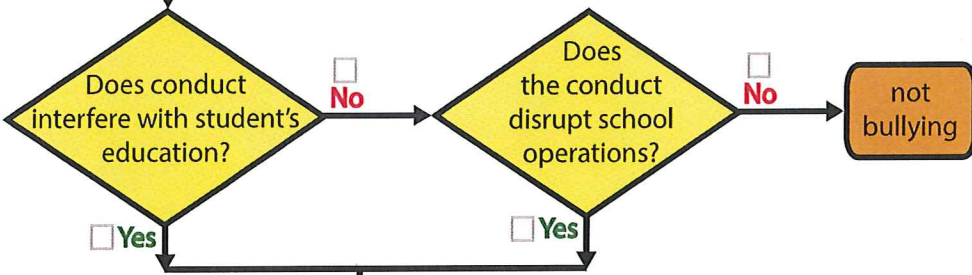 Does conduct
interfere with student's
education?
No
Does
the conduct
disrupt school
operations?
No
not
bullying
Yes
Yes